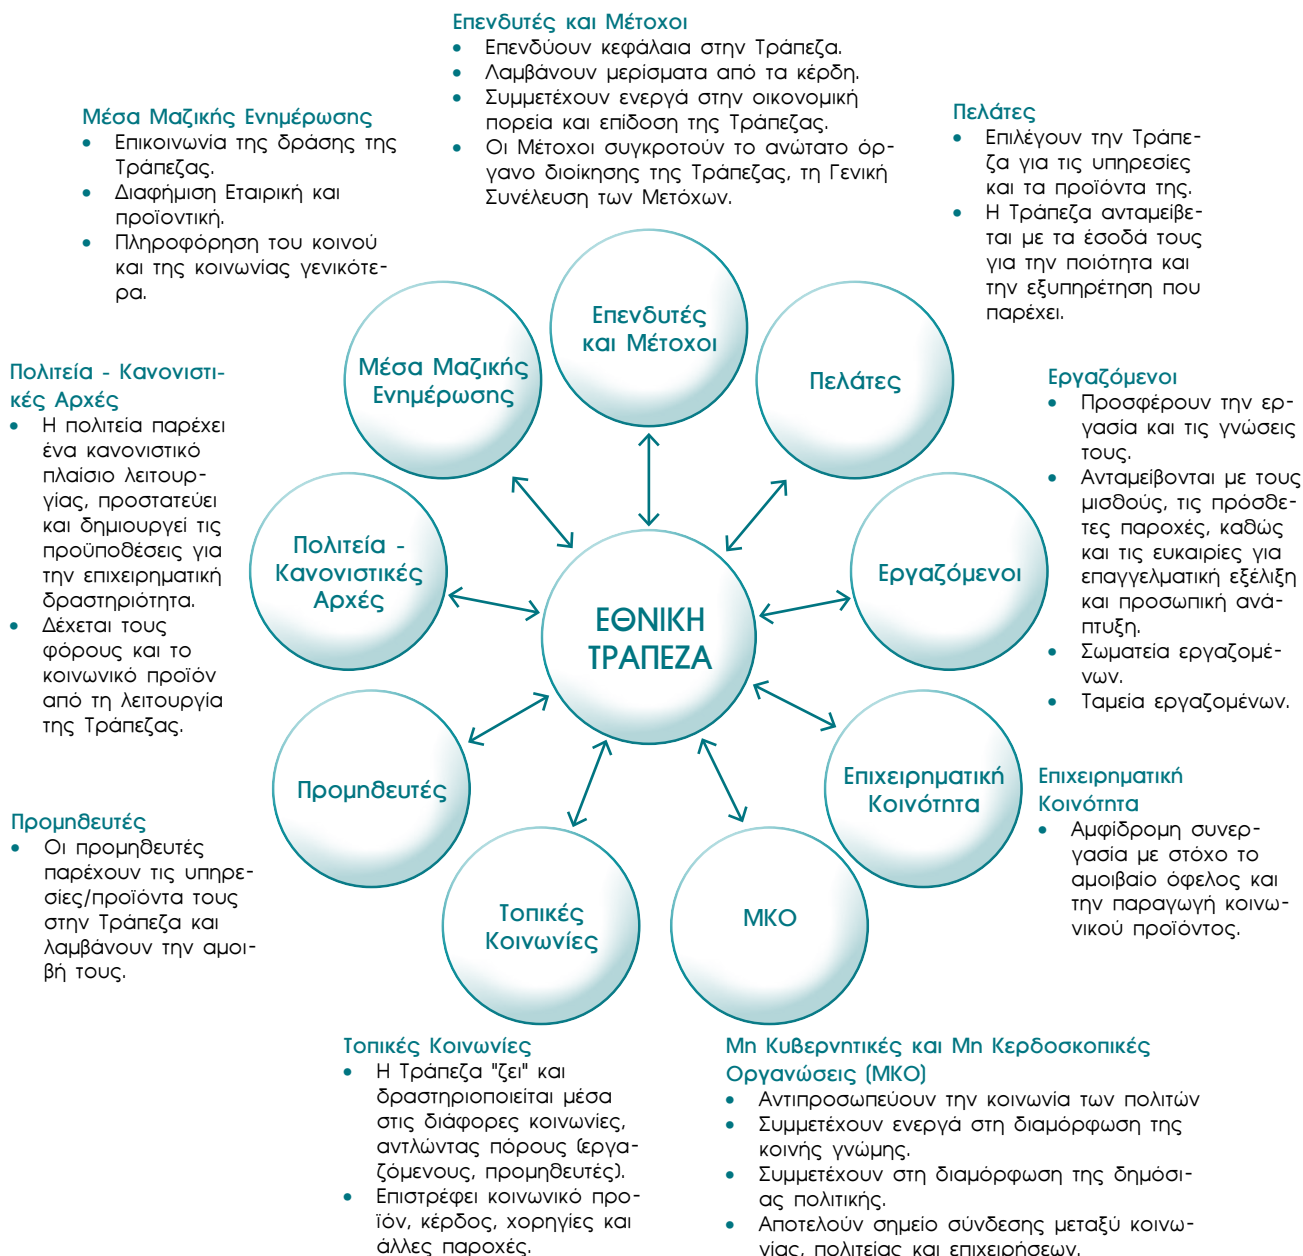 Επενδυτές και Μέτοχοι
• Επενδύουν κεφάλαια στην Τράπεζα.
• Λαμβάνουν μερίσματα από τα κέρδη.
• Συμμετέχουν ενεργά στην οικονομική
πορεία και επίδοση της Τράπεζας.
• Οι Μέτοχοι συγκροτούν το ανώτατο όρ-
γανο διοίκησης της Τράπεζας, τη Γενική
Συνέλευση των Μετόχων.
Μέσα Μαζικής Ενημέρωσης
• Επικοινωνία της δράσης της
Τράπεζας.
• Διαφήμιση Εταιρική και
προϊοντική.
• Πληροφόρηση του κοινού
και της κοινωνίας γενικότε-
ρα.
Πελάτες
• Επιλέγουν την Τράπε-
ζα για τις υπηρεσίες
και τα προϊόντα της.
• Η Τράπεζα ανταμείβε-
ται με τα έσοδά τους
για την ποιότητα και
την εξυπηρέτηση που
παρέχει.
Επενδυτές
και Μέτοχοι
Μέσα Μαζικής
Ενημέρωσης
Πελάτες
Πολιτεία - Κανονιστι-
κές Αρχές
• Η πολιτεία παρέχει
ένα κανονιστικό
πλαίσιο λειτουρ-
γίας, προστατεύει
και δημιουργεί τις
προϋποθέσεις για
την επιχειρηματική
δραστηριότητα.
• Δέχεται τους
φόρους και το
κοινωνικό προϊόν
από τη λειτουργία
της Τράπεζας.
Πολιτεία -
Κανονιστικές
Αρχές
ΕΘΝΙΚΗ
ΤΡΑΠΕΖΑ
Εργαζόμενοι
Εργαζόμενοι
• Προσφέρουν την ερ-
γασία και τις γνώσεις
τους.
• Ανταμείβονται με τους
μισθούς, τις πρόσθε-
τες παροχές, καθώς
και τις ευκαιρίες για
επαγγελματική εξέλιξη
και προσωπική ανά-
πτυξη.
• Σωματεία εργαζομέ-
νων.
• Ταμεία εργαζομένων.
Προμηθευτές
Επιχειρηματική
Κοινότητα
Προμηθευτές
• Οι προμηθευτές
παρέχουν τις υπηρε-
σίες/προϊόντα τους
στην Τράπεζα και
λαμβάνουν την αμοι-
βή τους.
Επιχειρηματική
Κοινότητα
• Αμφίδρομη συνερ-
γασία με στόχο το
αμοιβαίο όφελος και
την παραγωγή κοινω-
νικού προϊόντος.
Τοπικές
Κοινωνίες
ΜΚΟ
Τοπικές Κοινωνίες
• Η Τράπεζα "ζει" και
δραστηριοποιείται μέσα
στις διάφορες κοινωνίες,
αντλώντας πόρους (εργα-
ζόμενους, προμηθευτές).
• Επιστρέφει κοινωνικό προ-
ϊόν, κέρδος, χορηγίες και
άλλες παροχές.
Μη Κυβερνητικές και Μη Κερδοσκοπικές
Οργανώσεις (ΜΚΟ)
• Αντιπροσωπεύουν την κοινωνία των πολιτών
• Συμμετέχουν ενεργά στη διαμόρφωση της
κοινής γνώμης.
• Συμμετέχουν στη διαμόρφωση της δημόσι-
ας πολιτικής.
• Αποτελούν σημείο σύνδεσης μεταξύ κοινω-
νίας, πολιτείας και επιχειρήσεων.